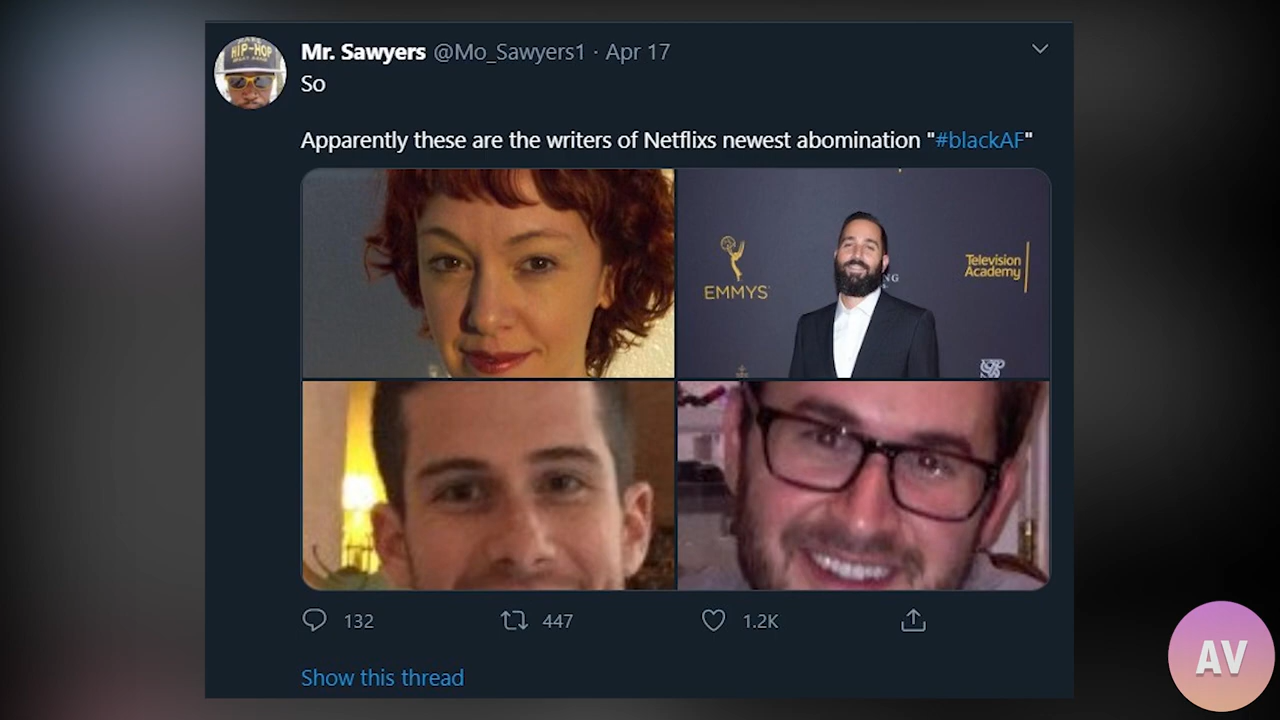 Mr. Sawyers @Mo_Sawyers1 · Apr 17
So
Apparently these are the writers of Netflixs newest abomination "#blackAF"
HIP-HOP
EMMYS
NG
Television
Academy
132 447 1.2K
Show this thread
AV